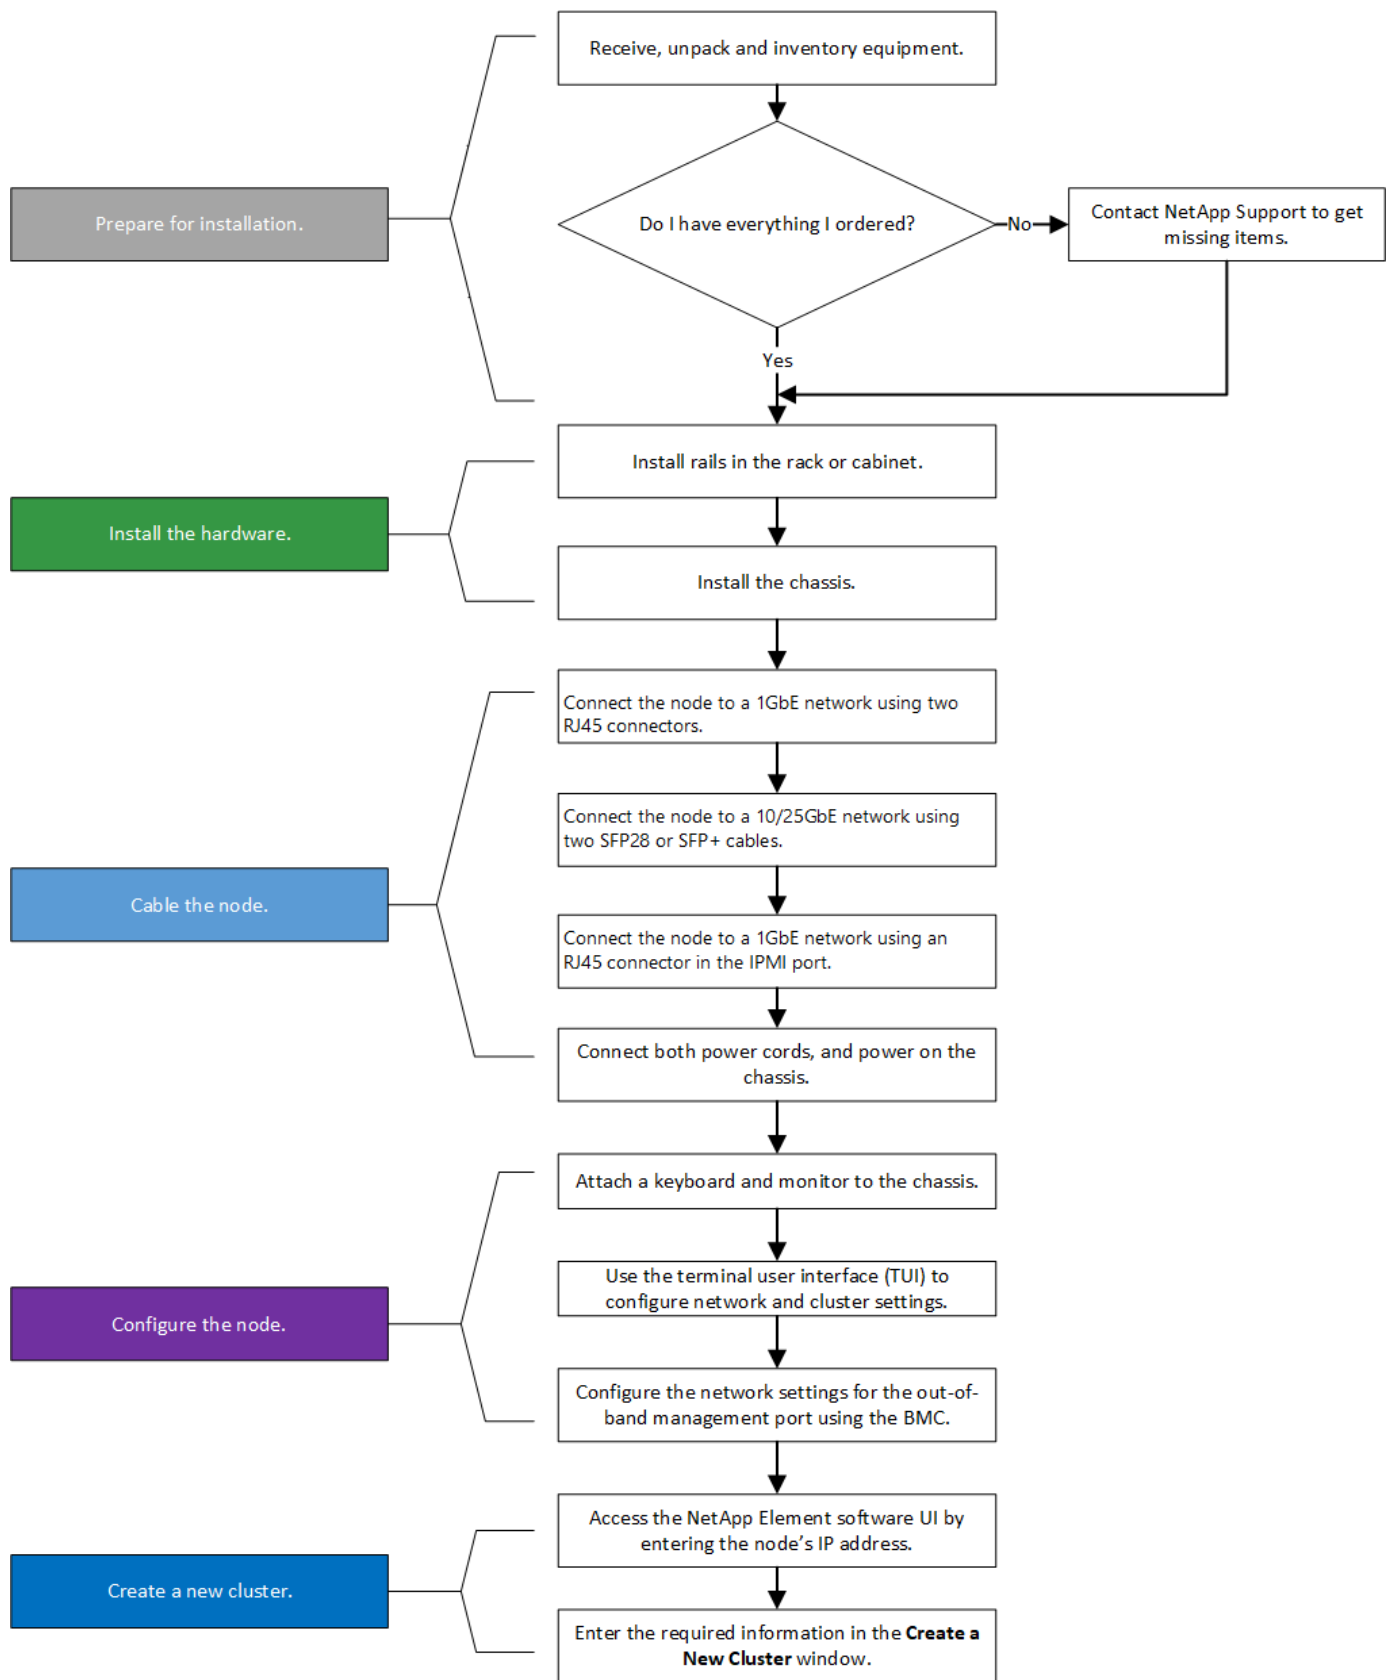 Receive, unpack and inventory equipment.
Prepare for installation.
Do I have everything I ordered?
No
Contact NetApp Support to get
missing items.
Yes
Install the hardware.
Install rails in the rack or cabinet.
Install the chassis.
Cable the node.
Connect the node to a 1GbE network using two
RJ45 connectors.
Connect the node to a 10/25GbE network using
two SFP28 or SFP+ cables.
Connect the node to a 1GbE network using an
RJ45 connector in the IPMI port.
Connect both power cords, and power on the
chassis.
Configure the node.
Attach a keyboard and monitor to the chassis.
Use the terminal user interface (TUI) to
configure network and cluster settings.
Configure the network settings for the out-of-
band management port using the BMC.
Create a new cluster.
Access the NetApp Element software UI by
entering the node’s IP address.
Enter the required information in the Create a
New Cluster window.